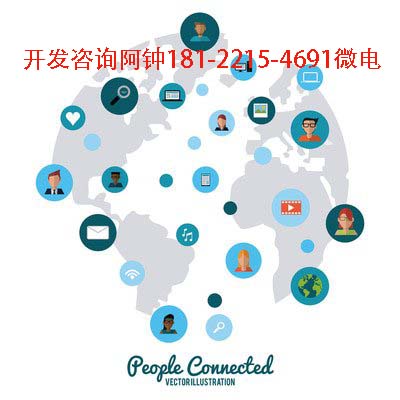 开发咨询阿钟181-2215-4691微电
People Connected
VECTOR ILLUSTRATION